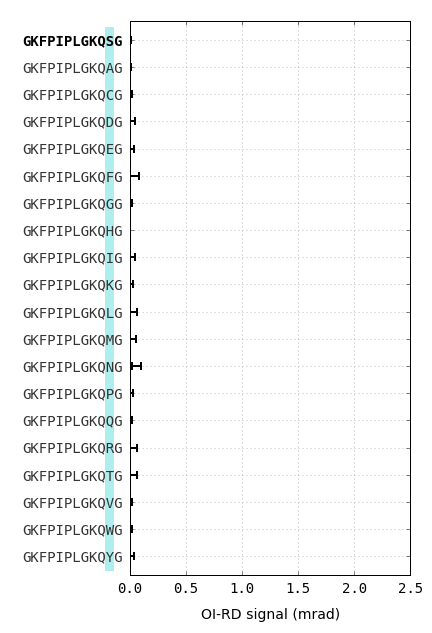 GKFPIPLGKQSG
GKFPIPLGKQAG
GKFPIPLGKQCG
GKFPIPLGKQDG
GKFPIPLGKQEG
GKFPIPLGKQFG
GKFPIPLGKQGG
GKFPIPLGKQHG
GKFPIPLGKQIG
GKFPIPLGKQKG
GKFPIPLGKQLG
GKFPIPLGKQMG
GKFPIPLGKQNG
GKFPIPLGKQPG
GKFPIPLGKQQG
GKFPIPLGKQRG
GKFPIPLGKQTG
GKFPIPLGKQVG
GKFPIPLGKQWG
GKFPIPLGKQYG
0.0 0.5 1.0 1.5 2.0 2.5
OI-RD signal (mrad)